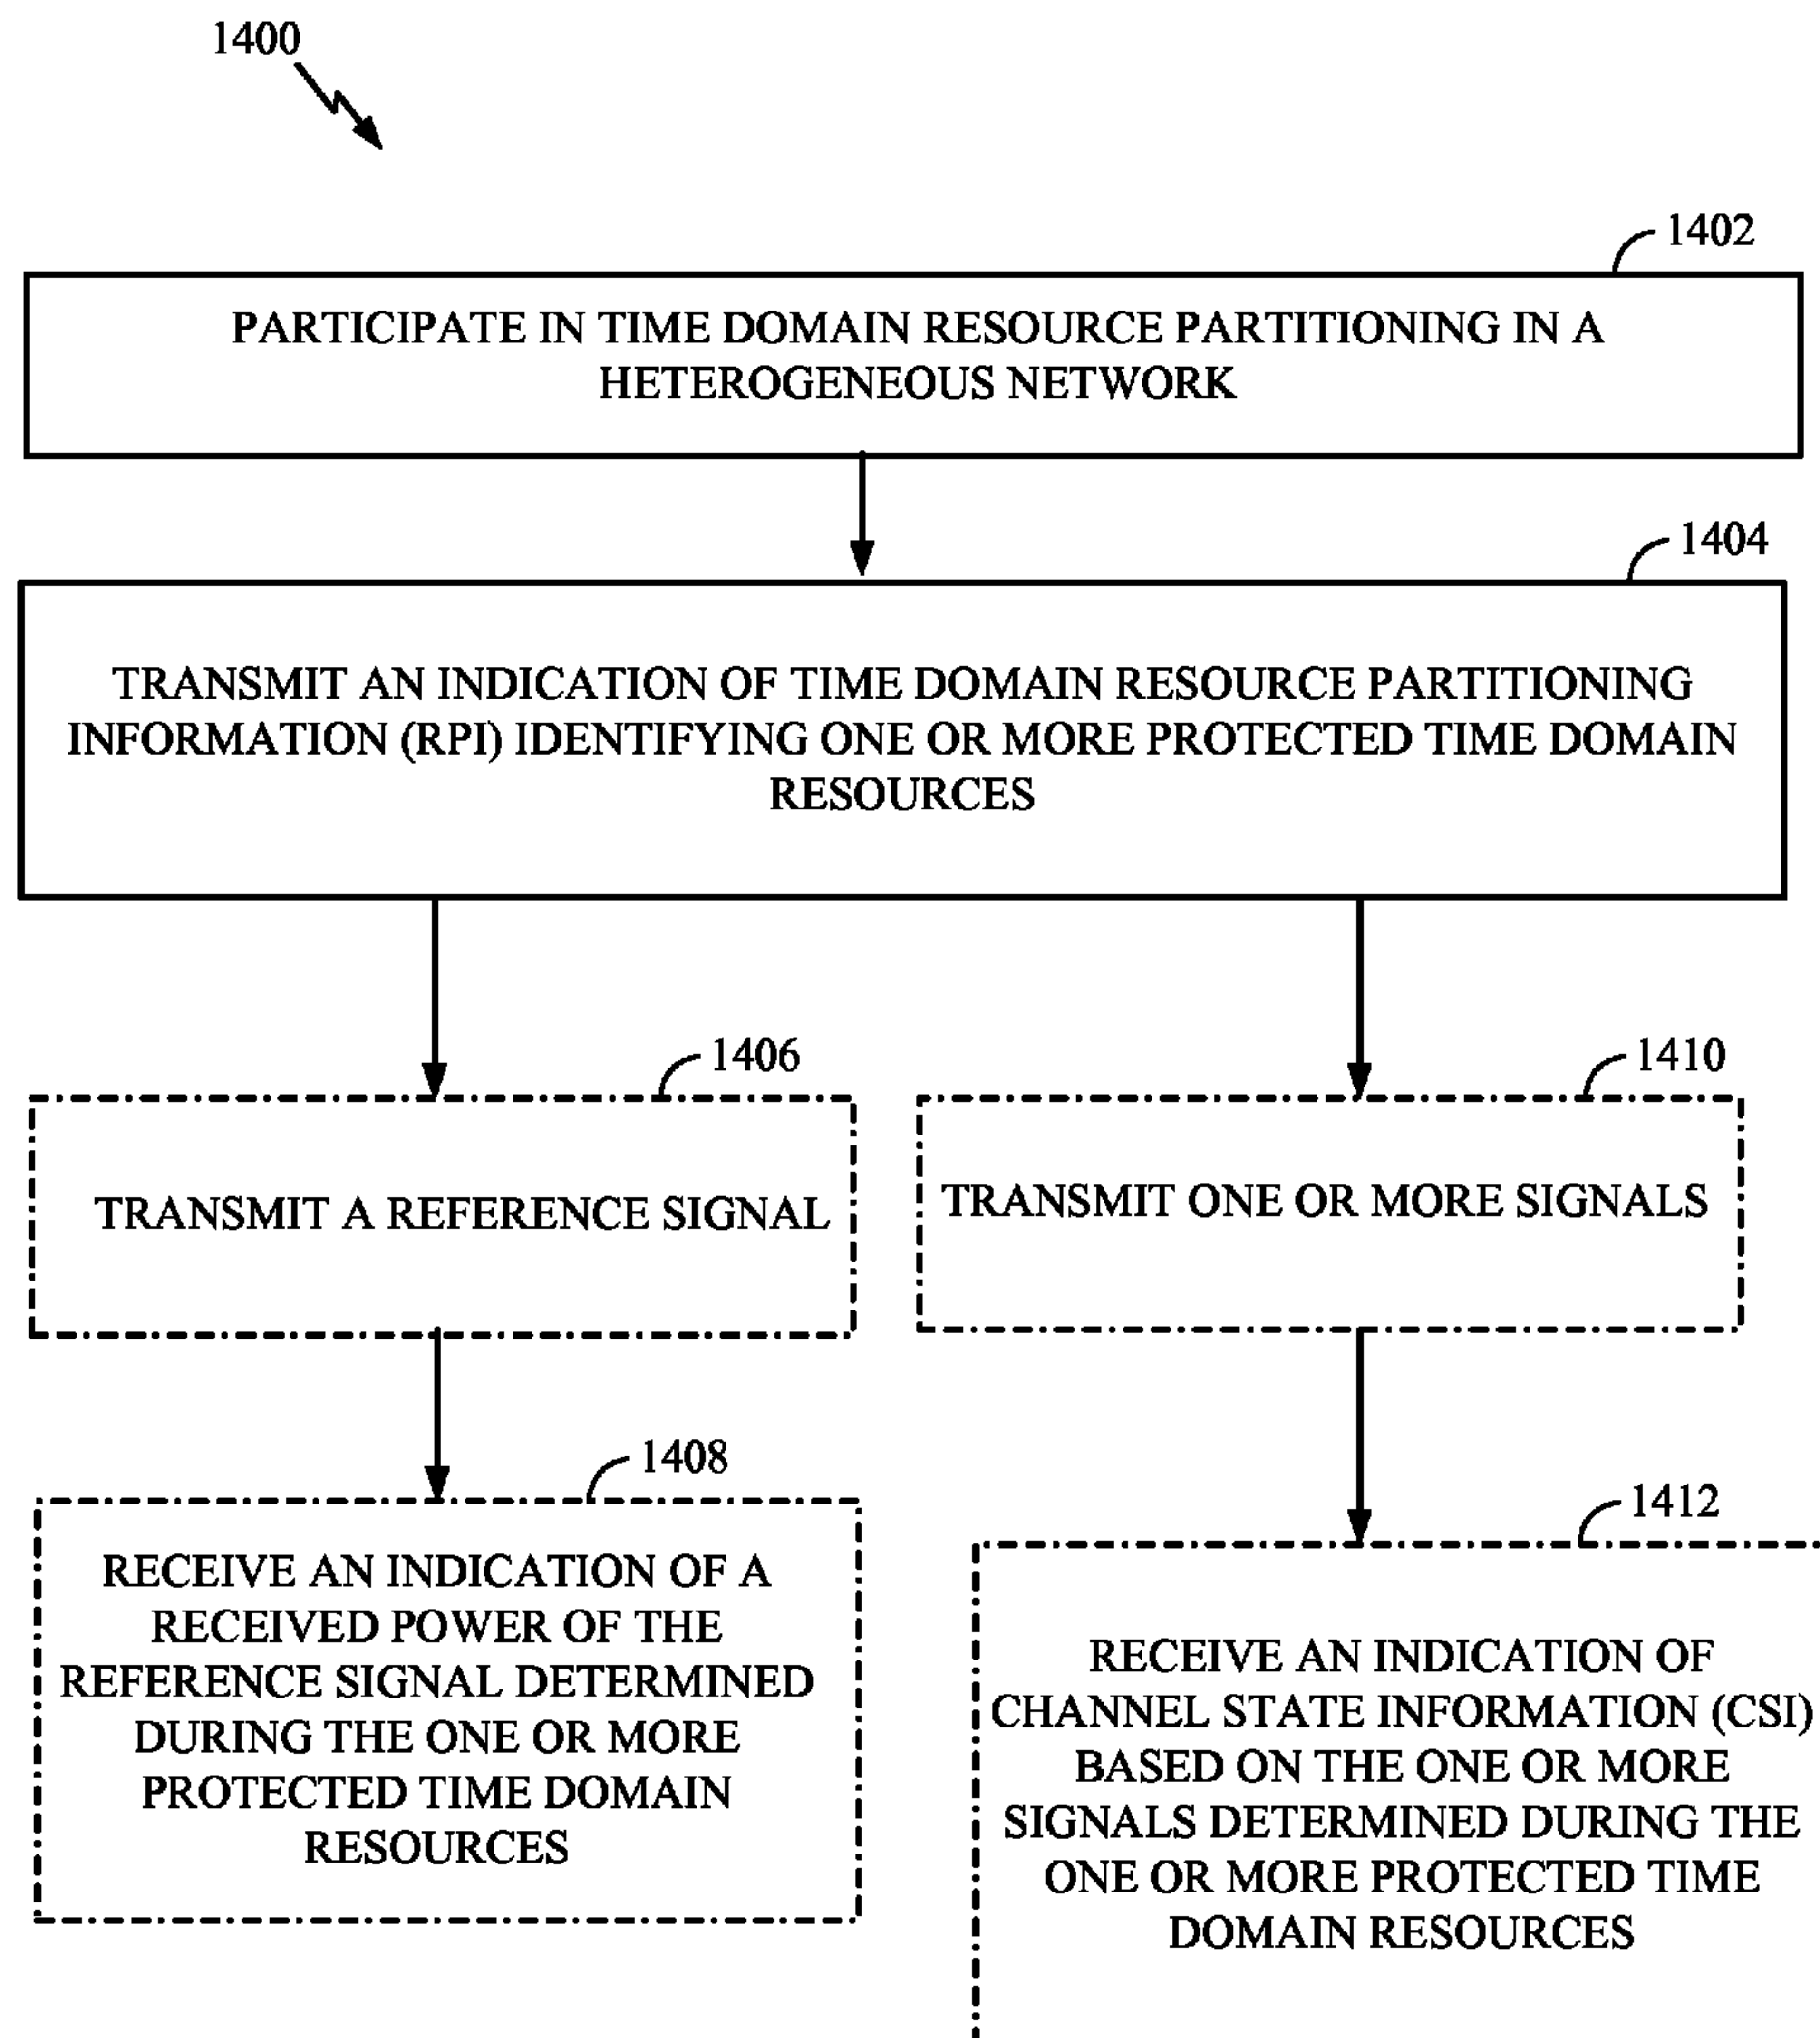 1400
1402
PARTICIPATE IN TIME DOMAIN RESOURCE PARTITIONING IN A
HETEROGENEOUS NETWORK
1404
TRANSMIT AN INDICATION OF TIME DOMAIN RESOURCE PARTITIONING
INFORMATION (RPI) IDENTIFYING ONE OR MORE PROTECTED TIME DOMAIN
RESOURCES
1406
TRANSMIT A REFERENCE SIGNAL
1410
TRANSMIT ONE OR MORE SIGNALS
1408
RECEIVE AN INDICATION OF A
RECEIVED POWER OF THE
REFERENCE SIGNAL DETERMINED
DURING THE ONE OR MORE
PROTECTED TIME DOMAIN
RESOURCES
1412
RECEIVE AN INDICATION OF
CHANNEL STATE INFORMATION (CSI)
BASED ON THE ONE OR MORE
SIGNALS DETERMINED DURING THE
ONE OR MORE PROTECTED TIME
DOMAIN RESOURCES